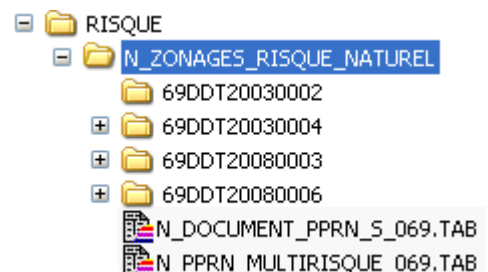 RISQUE
N_ZONAGES_RISQUE_NATUREL
69DDT20030002
69DDT20030004
69DDT20080003
69DDT20080006
N_DOCUMENT_PPRN_S_069.TAB
N_PPRN_MULTIRISQUE_069.TAB